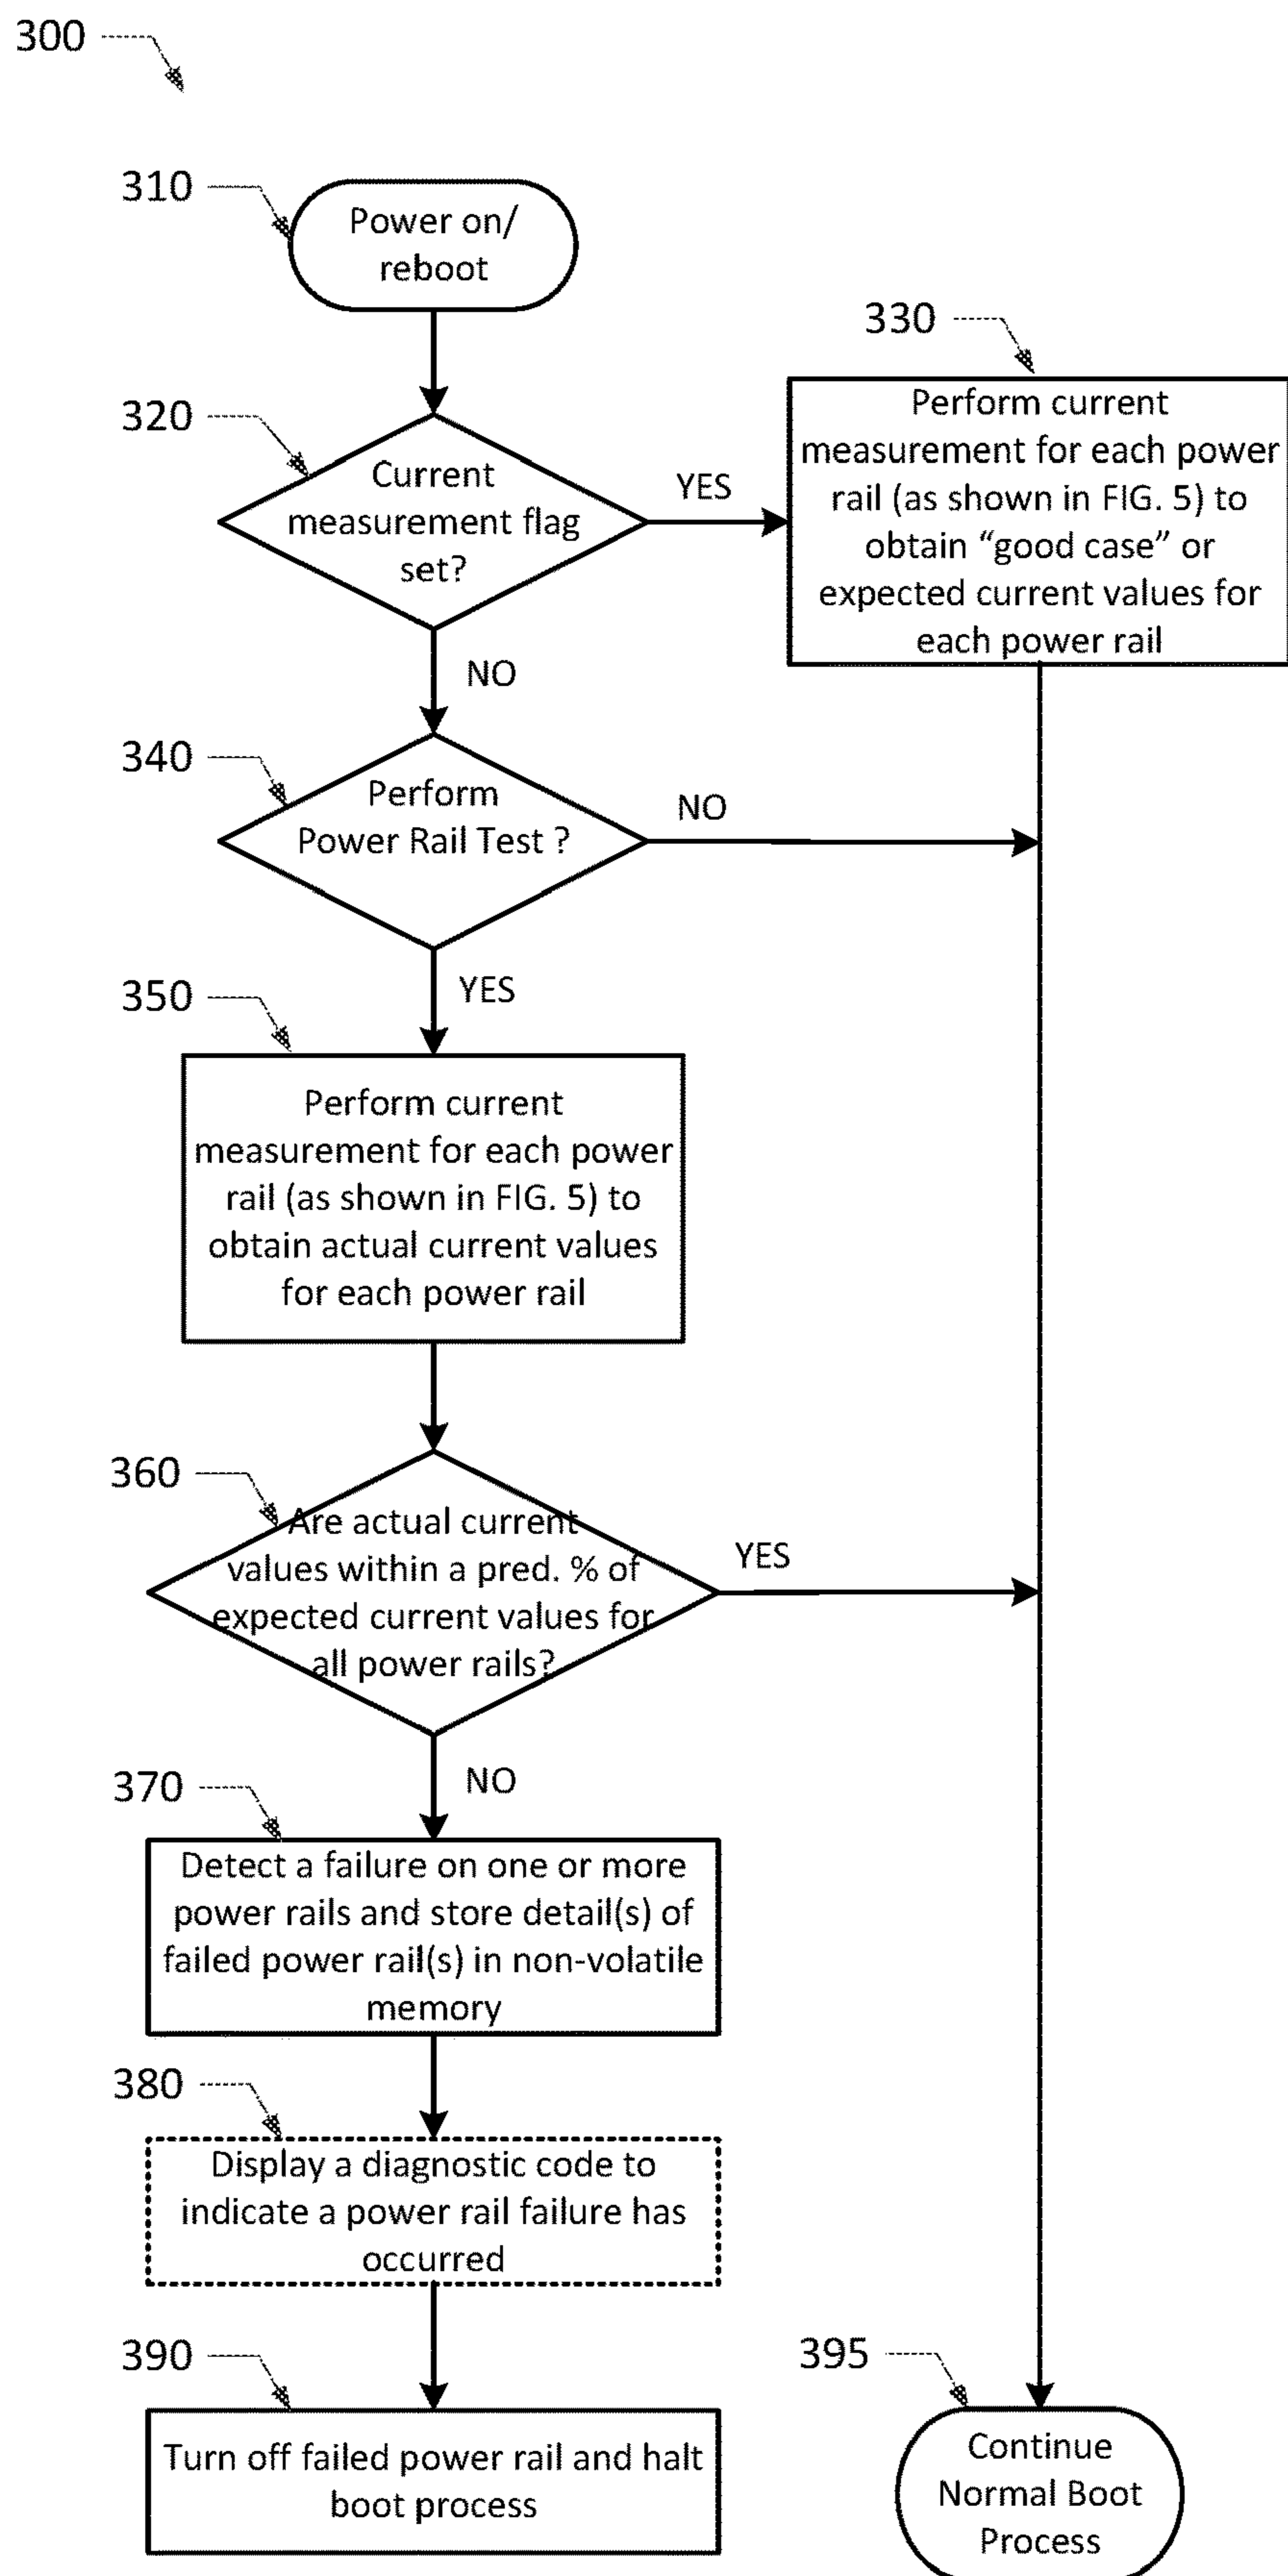 300
310
Power on/
reboot
320
Current
measurement flag
set?
YES
330
Perform current
measurement for each power
rail (as shown in FIG. 5) to
obtain “good case” or
expected current values for
each power rail
NO
340
Perform
Power Rail Test ?
NO
YES
350
Perform current
measurement for each power
rail (as shown in FIG. 5) to
obtain actual current values
for each power rail
360
Are actual current
values within a pred. % of
expected current values for
all power rails?
YES
NO
370
Detect a failure on one or more
power rails and store detail(s) of
failed power rail(s) in non-volatile
memory
380
Display a diagnostic code to
indicate a power rail failure has
occurred
390
Turn off failed power rail and halt
boot process
395
Continue
Normal Boot
Process